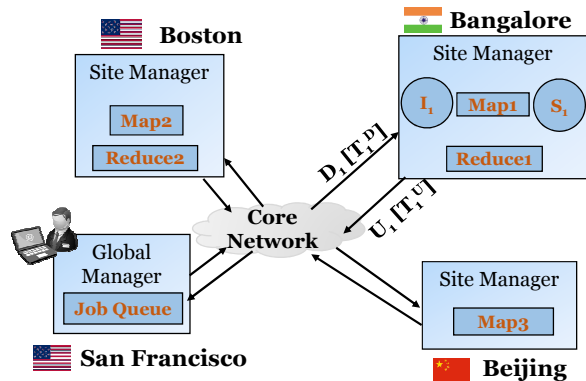 Boston
Site Manager
Map2
Reduce2
Bangalore
Site Manager
I₁
Map1
S₁
Reduce1
D₁ [T₁ᴰ]
U₁ [T₁ᵁ]
Core
Network
Global
Manager
Job Queue
San Francisco
Site Manager
Map3
Beijing